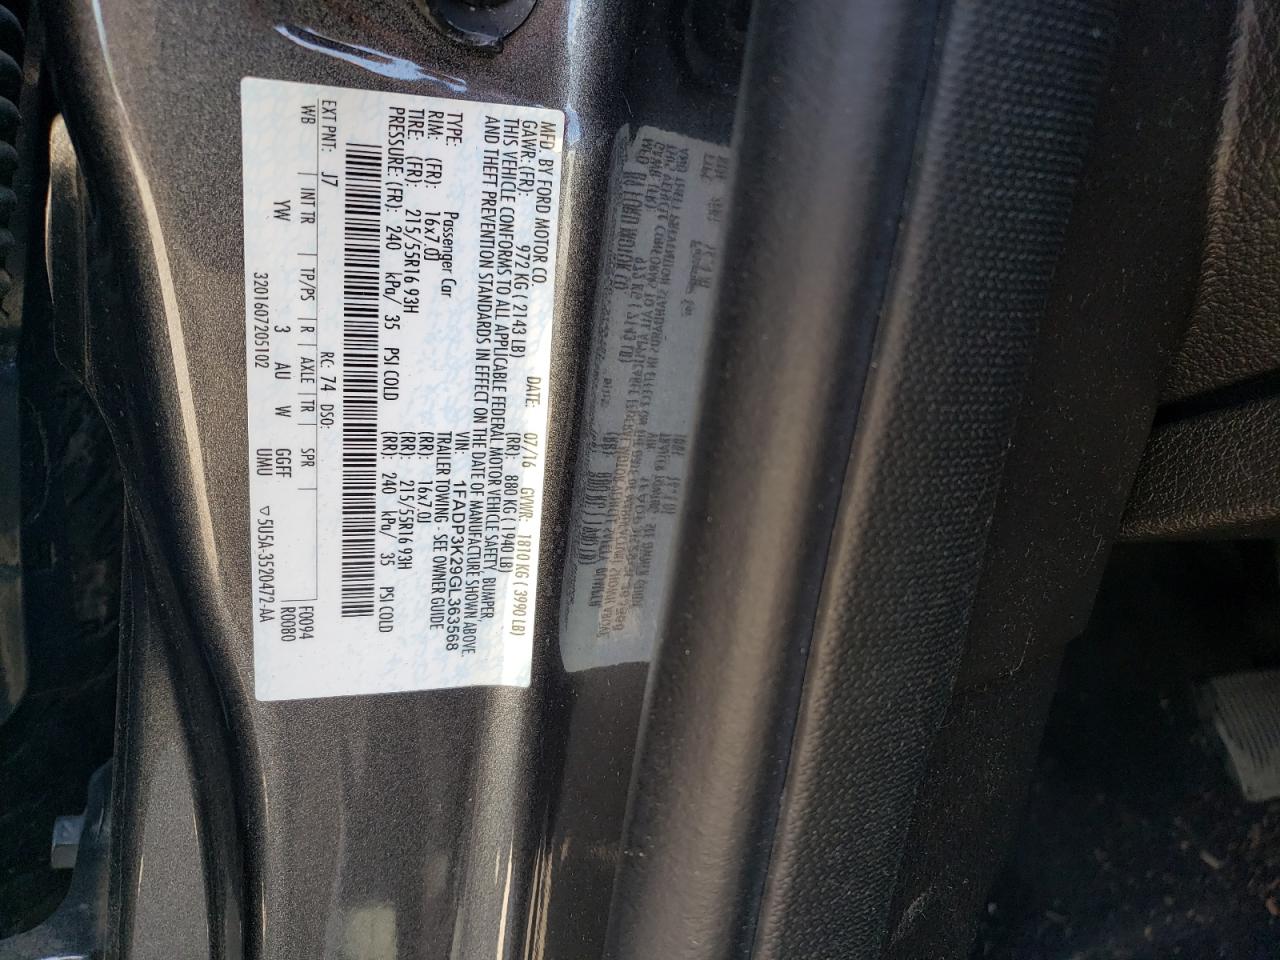 MFD. BY FORD MOTOR CO.
DATE: 07/16 GVWR: 1810 KG ( 3990 LB)
GAWR:(FR): 972 KG ( 2143 LB) (RR): 880 KG ( 1940 LB)
THIS VEHICLE CONFORMS TO ALL APPLICABLE FEDERAL MOTOR VEHICLE SAFETY, BUMPER,
AND THEFT PREVENTION STANDARDS IN EFFECT ON THE DATE OF MANUFACTURE SHOWN ABOVE.
VIN: 1FADP3K29GL363568
TYPE: Passenger Car TRAILER TOWING - SEE OWNER GUIDE
RIM: (FR): 16x7.0J (RR): 16x7.0J
TIRE: (FR): 215/55R16 93H (RR): 215/55R16 93H
PRESSURE: (FR): 240 kPa/ 35 PSI COLD (RR): 240 kPa/ 35 PSI COLD
EXT PNT: J7 RC: 74 DSO: F0094
WB | INT TR | TP/PS | R | AXLE | TR | SPR R0080
YW 3 AU W GGFF
3201607205102 UMU ▽5U5A-3520472-AA